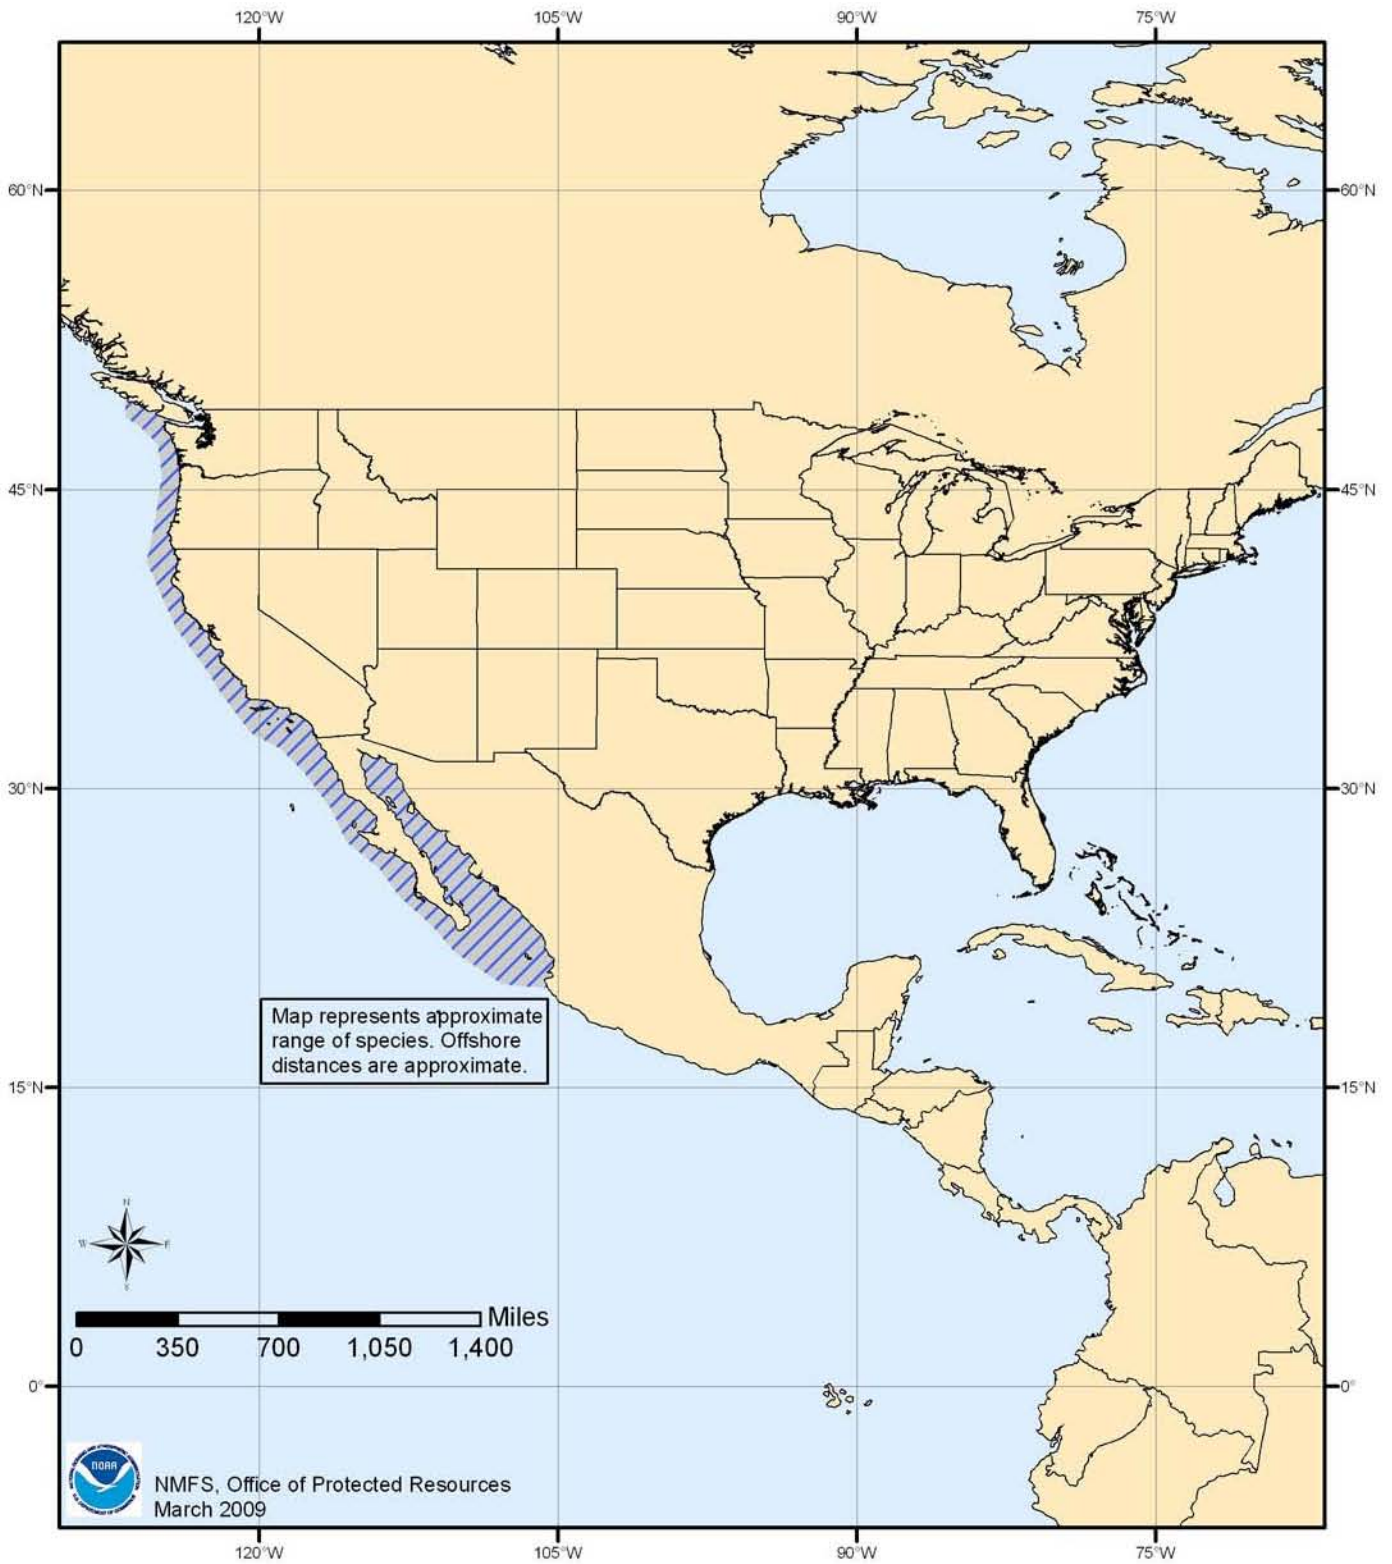 120°W 105°W 90°W 75°W
60°N 60°N
45°N 45°N
30°N 30°N
Map represents approximate
range of species. Offshore
distances are approximate.
15°N 15°N
N
W E
S
Miles
0 350 700 1,050 1,400
0° 0°
NOAA
NMFS, Office of Protected Resources
March 2009
120°W 105°W 90°W 75°W